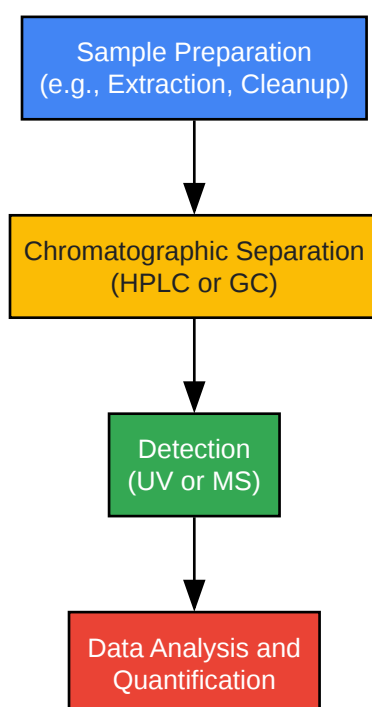 Sample Preparation
(e.g., Extraction, Cleanup)
Chromatographic Separation
(HPLC or GC)
Detection
(UV or MS)
Data Analysis and
Quantification